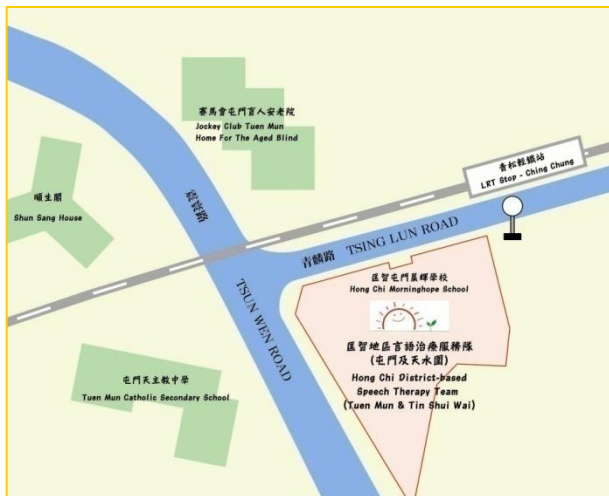 賽馬會屯門盲人安老院
Jockey Club Tuen Mun
Home For The Aged Blind
青松輕鐵站
LRT Stop - Ching Chung
順生閣
Shun Sang House
震寰路
青麟路 TSING LUN ROAD
TSUN WEN ROAD
匡智屯門晨輝學校
Hong Chi Morninghope School
匡智地區言語治療服務隊
(屯門及天水圍)
Hong Chi District-based
Speech Therapy Team
(Tuen Mun & Tin Shui Wai)
屯門天主教中學
Tuen Mun Catholic Secondary School